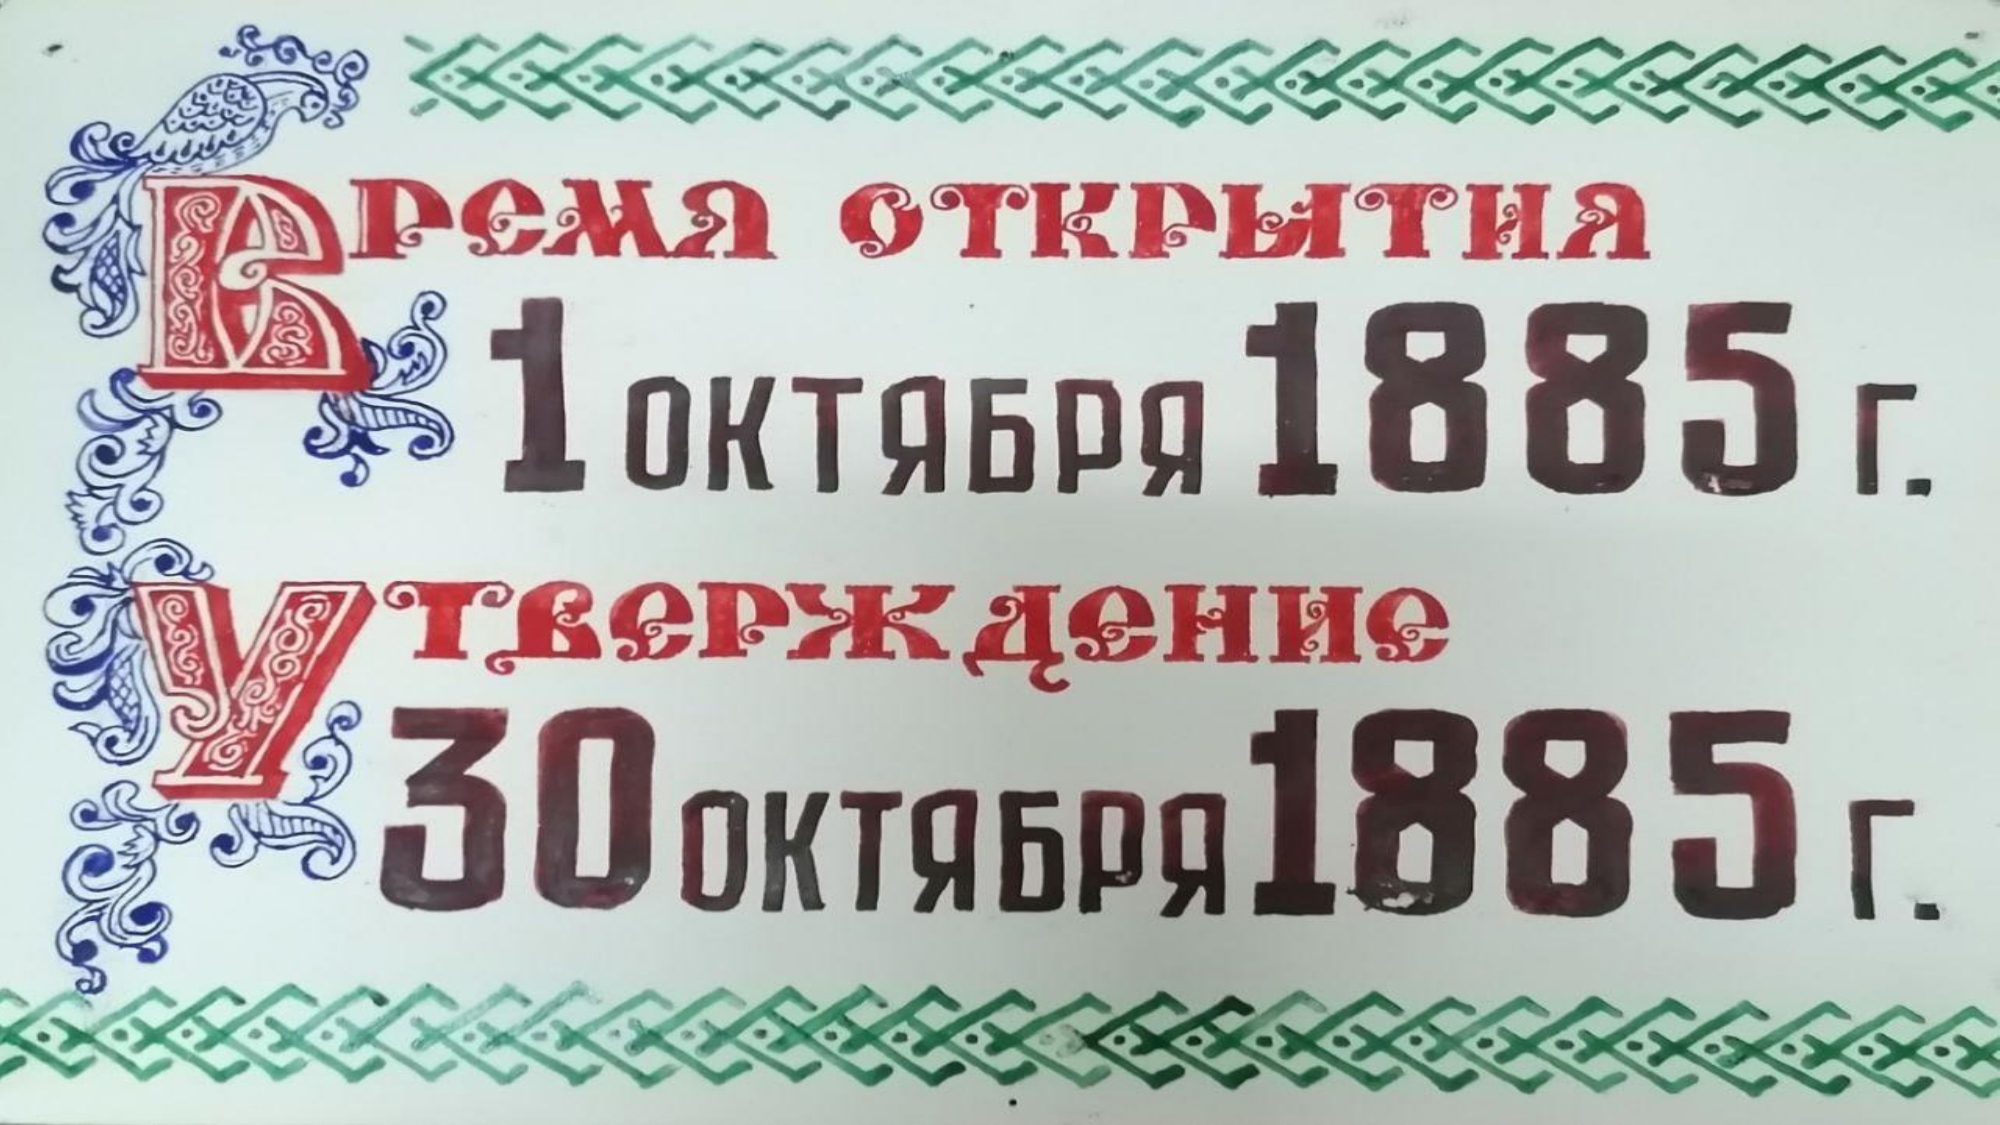 Время открытия
1 октября 1885 г.
Утверждение
30 октября 1885 г.